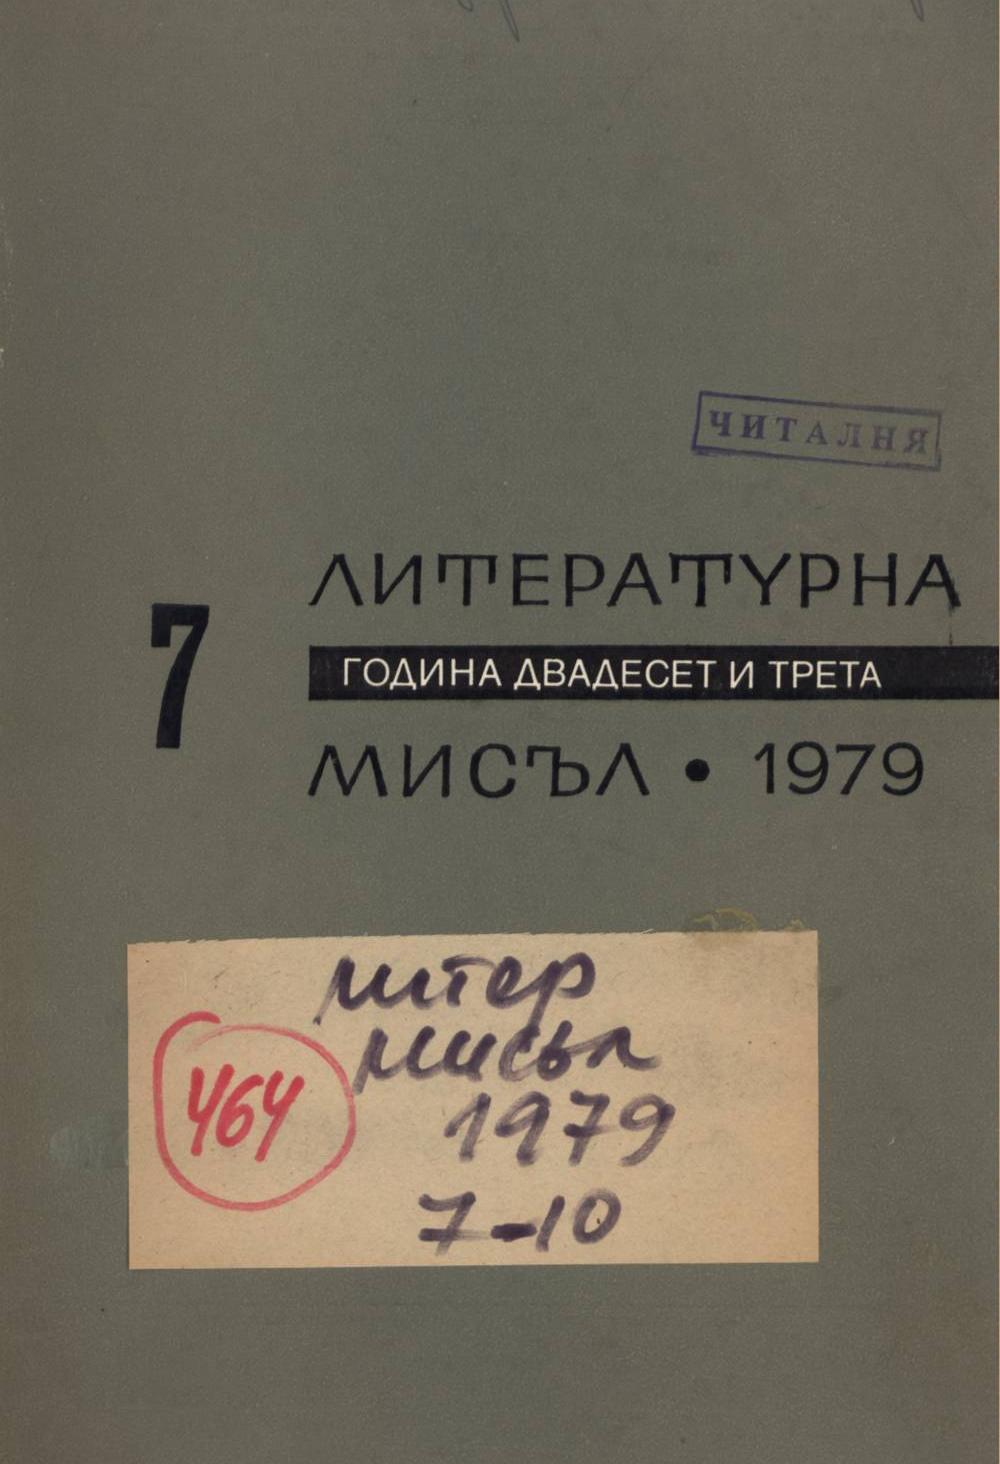 ЧИТАЛНЯ
ЛИТЕРАТУРНА
7
ГОДИНА ДВАДЕСЕТ И ТРЕТА
МИСЪЛ • 1979
литер
мисъл
464
1979
7-10